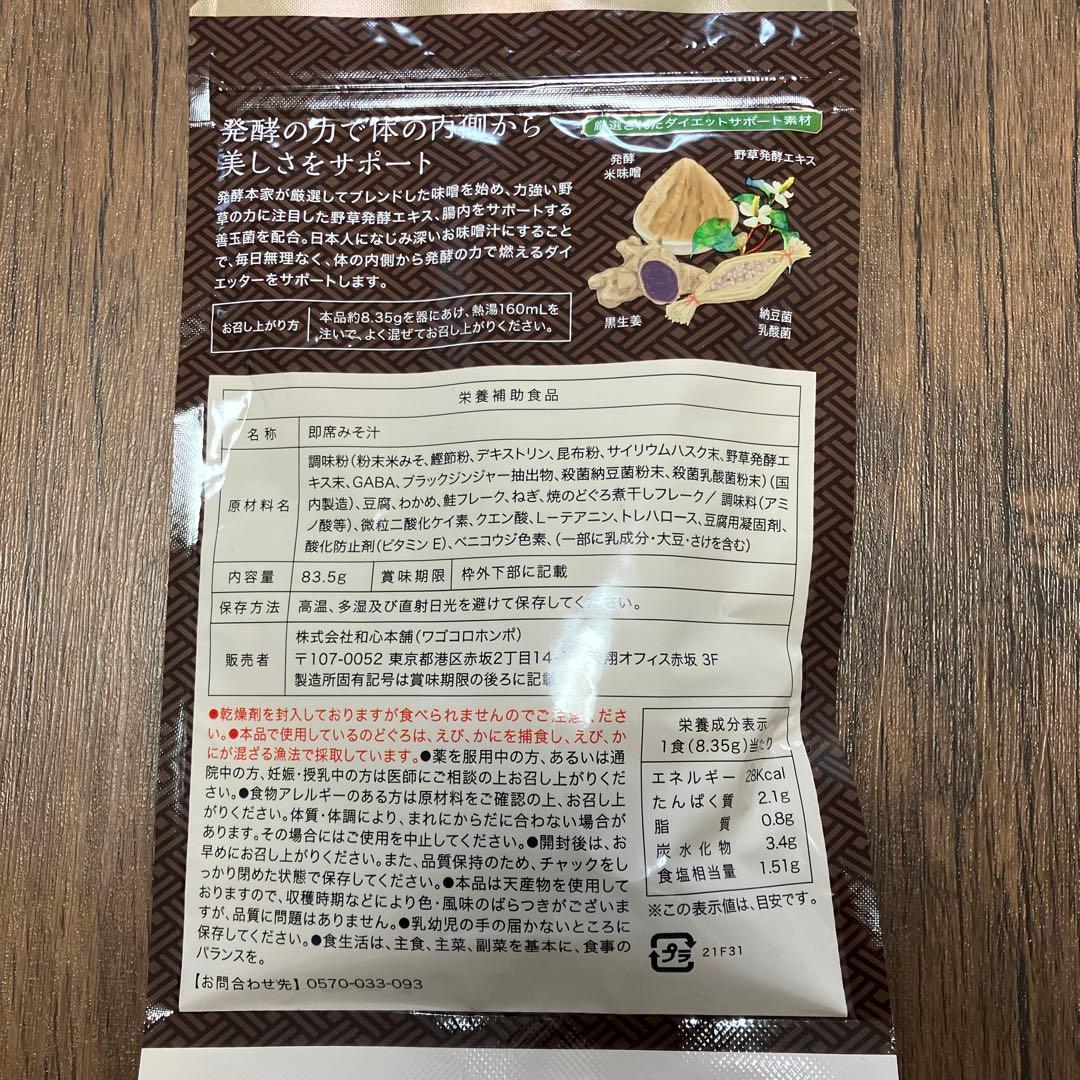 発酵の力で体の内側から
美しさをサポート
発酵本家が厳選してブレンドした味噌を始め、力強い野
草の力に注目した野草発酵エキス、腸内をサポートする
善玉菌を配合。日本人になじみ深いお味噌汁にすること
で、毎日無理なく、体の内側から発酵の力で燃えるダイ
エッターをサポートします。
お召し上がり方
本品約8.35gを器にあけ、熱湯160mLを
注いで、よく混ぜてお召し上がりください。
厳選されたダイエットサポート素材
発酵
米味噌
野草発酵エキス
黒生姜
納豆菌
乳酸菌
栄養補助食品
名称 即席みそ汁
原材料名
調味粉(粉末米みそ、鰹節粉、デキストリン、昆布粉、サイリウムハスク末、野草発酵エ
キス末、GABA、ブラックジンジャー抽出物、殺菌納豆菌粉末、殺菌乳酸菌粉末)(国
内製造)、豆腐、わかめ、鮭フレーク、ねぎ、焼のどぐろ煮干しフレーク/調味料(アミ
ノ酸等)、微粒二酸化ケイ素、クエン酸、L-テアニン、トレハロース、豆腐用凝固剤、
酸化防止剤(ビタミンE)、ベニコウジ色素、(一部に乳成分・大豆・さけを含む)
内容量 83.5g 賞味期限 枠外下部に記載
保存方法 高温、多湿及び直射日光を避けて保存してください。
販売者
株式会社和心本舗(ワゴコロホンポ)
〒107-0052 東京都港区赤坂2丁目14- 翔オフィス赤坂 3F
製造所固有記号は賞味期限の後ろに記載
●乾燥剤を封入しておりますが食べられませんのでご注意くださ
い。●本品で使用しているのどぐろは、えび、かにを捕食し、えび、か
にが混ざる漁法で採取しています。●薬を服用中の方、あるいは通
院中の方、妊娠・授乳中の方は医師にご相談の上お召し上がりくだ
さい。●食物アレルギーのある方は原材料をご確認の上、お召し上
がりください。体質・体調により、まれにからだに合わない場合が
あります。その場合にはご使用を中止してください。●開封後は、お
早めにお召し上がりください。また、品質保持のため、チャックをし
っかり閉めた状態で保存してください。●本品は天産物を使用して
おりますので、収穫時期などにより色・風味のばらつきがございま
すが、品質に問題はありません。●乳幼児の手の届かないところに
保存してください。●食生活は、主食、主菜、副菜を基本に、食事の
バランスを。
【お問合わせ先】 0570-033-093
栄養成分表示
1食(8.35g)当たり
エネルギー 28Kcal
たんぱく質 2.1g
脂質 0.8g
炭水化物 3.4g
食塩相当量 1.51g
※この表示値は、目安です。
プラ
21F31